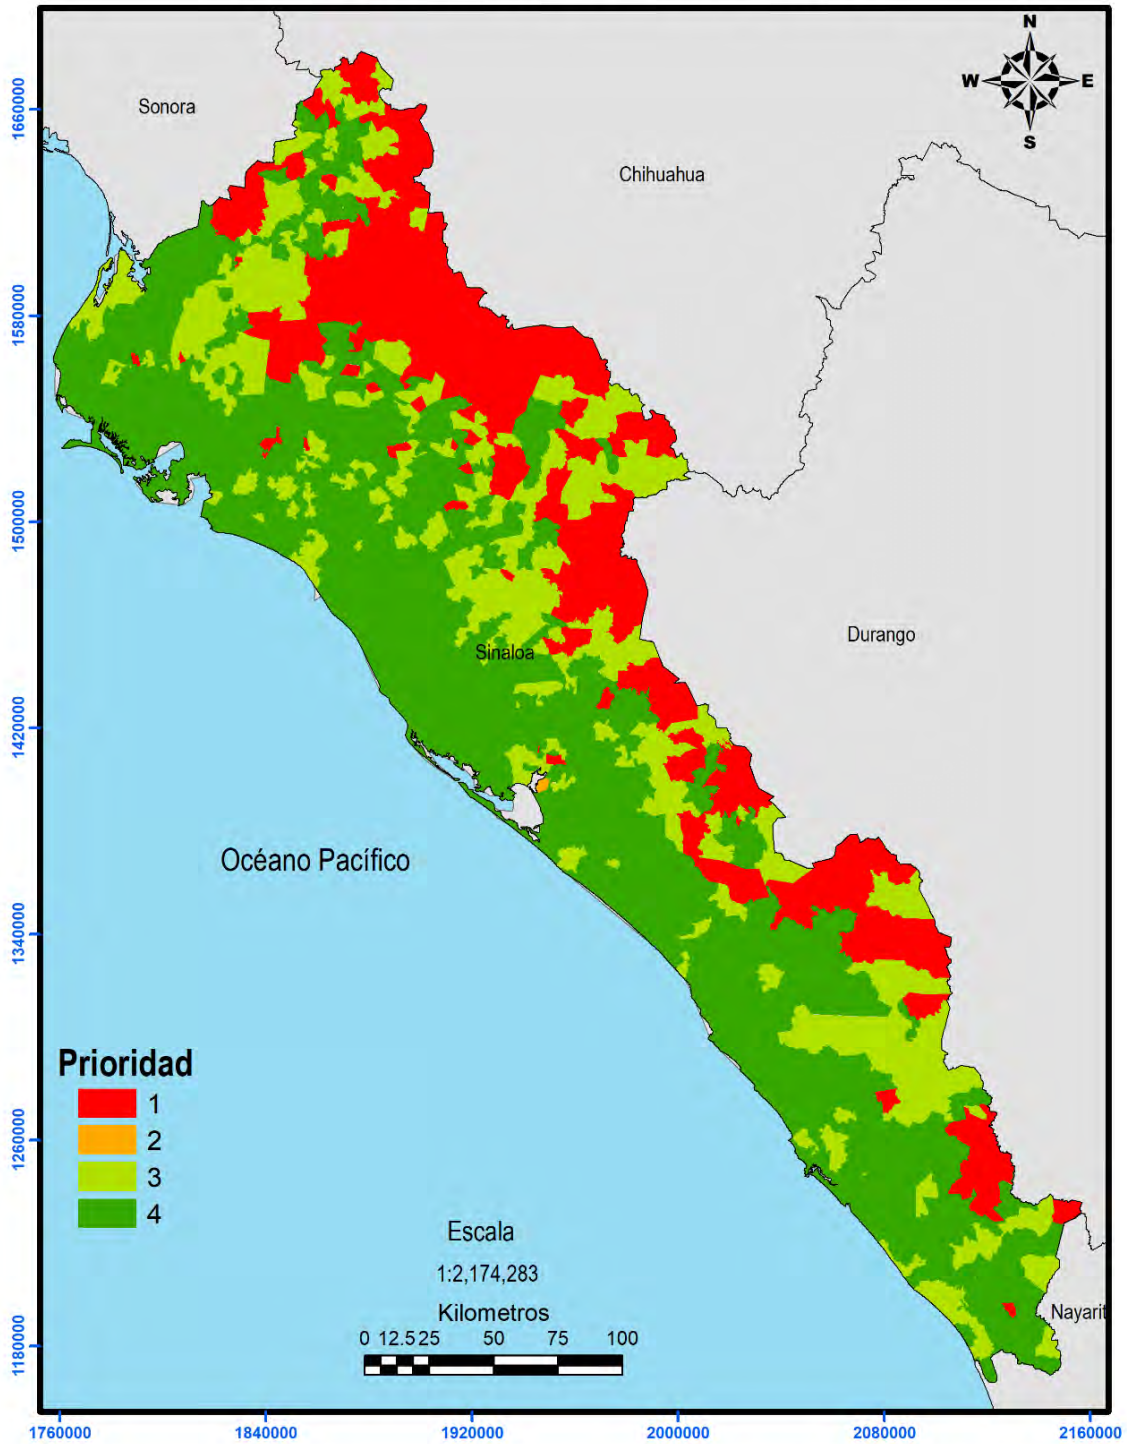 N
W E
S
Sonora
Chihuahua
Durango
Sinaloa
Nayarit
Océano Pacífico
Prioridad
1
2
3
4
Escala
1:2,174,283
Kilometros
0 12.5 25 50 75 100
1660000
1580000
1500000
1420000
1340000
1260000
1180000
1760000 1840000 1920000 2000000 2080000 2160000